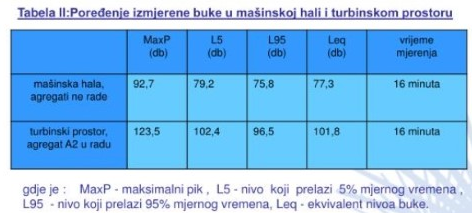 Tabela II:Poređenje izmjerene buke u mašinskoj hali i turbinskom prostoru
MaxP L5 L95 Leq vrijeme
(db) (db) (db) (db) mjerenja
mašinska hala, 92,7 79,2 75,8 77,3 16 minuta
agregati ne rade
turbinski prostor, 123,5 102,4 96,5 101,8 16 minuta
agregat A2 u radu
gdje je : MaxP - maksimalni pik , L5 - nivo koji prelazi 5% mjernog vremena ,
L95 - nivo koji prelazi 95% mjernog vremena, Leq - ekvivalent nivoa buke.